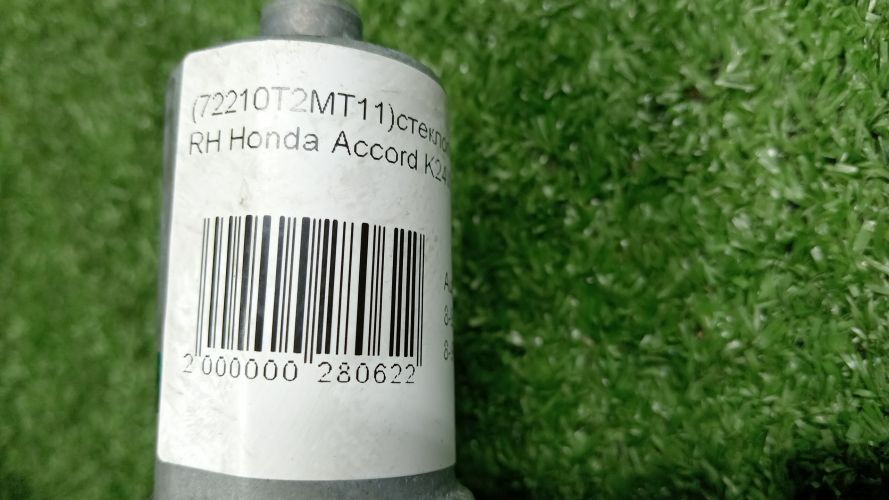 (72210T2MT11)стекло
RH Honda Accord K24
2 000000 280622